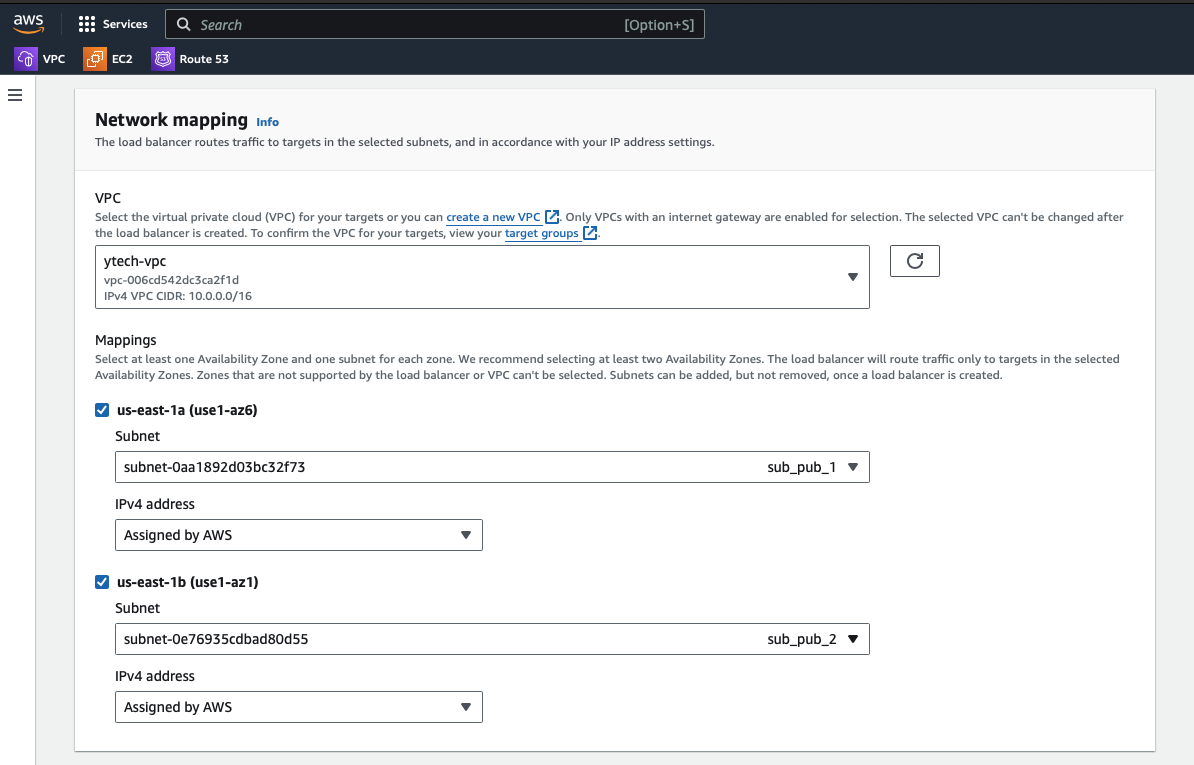 aws
Services
Search
[Option+S]
VPC
EC2
Route 53
Network mapping Info
The load balancer routes traffic to targets in the selected subnets, and in accordance with your IP address settings.
VPC
Select the virtual private cloud (VPC) for your targets or you can create a new VPC. Only VPCs with an internet gateway are enabled for selection. The selected VPC can't be changed after
the load balancer is created. To confirm the VPC for your targets, view your target groups.
ytech-vpc
vpc-006cd542dc3ca2f1d
IPv4 VPC CIDR: 10.0.0.0/16
Mappings
Select at least one Availability Zone and one subnet for each zone. We recommend selecting at least two Availability Zones. The load balancer will route traffic only to targets in the selected
Availability Zones. Zones that are not supported by the load balancer or VPC can't be selected. Subnets can be added, but not removed, once a load balancer is created.
us-east-1a (use1-az6)
Subnet
subnet-0aa1892d03bc32f73 sub_pub_1
IPv4 address
Assigned by AWS
us-east-1b (use1-az1)
Subnet
subnet-0e76935cdbad80d55 sub_pub_2
IPv4 address
Assigned by AWS